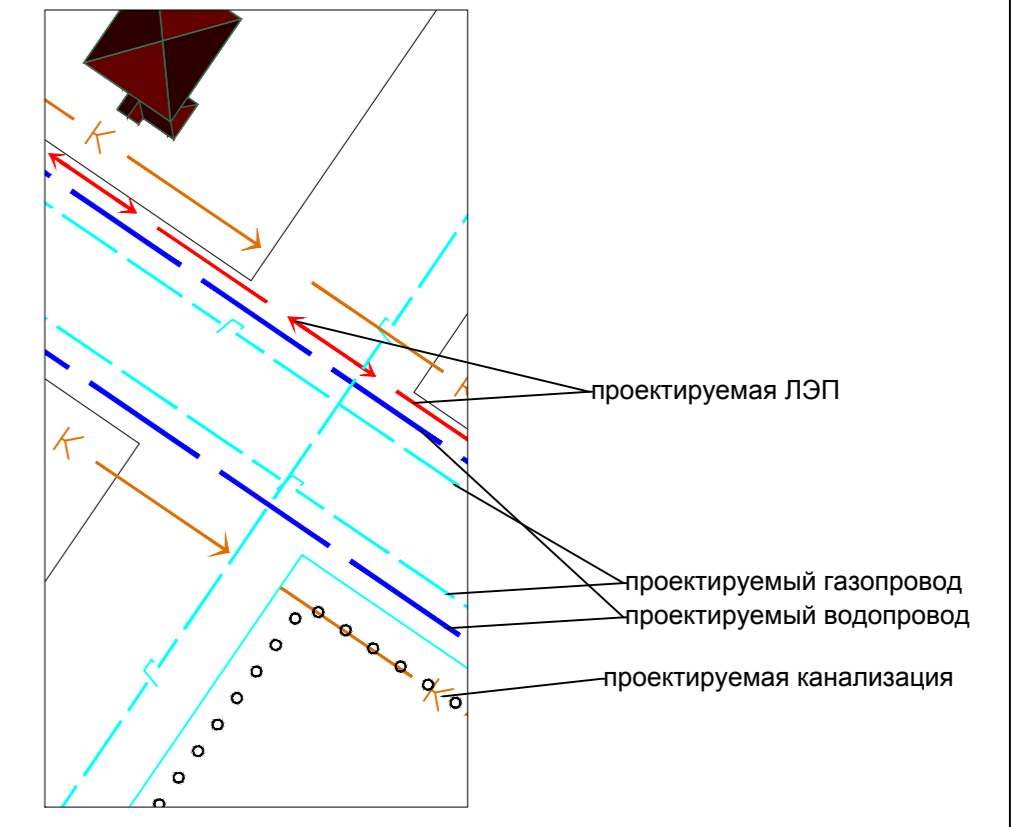 К
К
К
К
проектируемая ЛЭП
Г
Г
Г
Г
проектируемый газопровод
проектируемый водопровод
проектируемая канализация